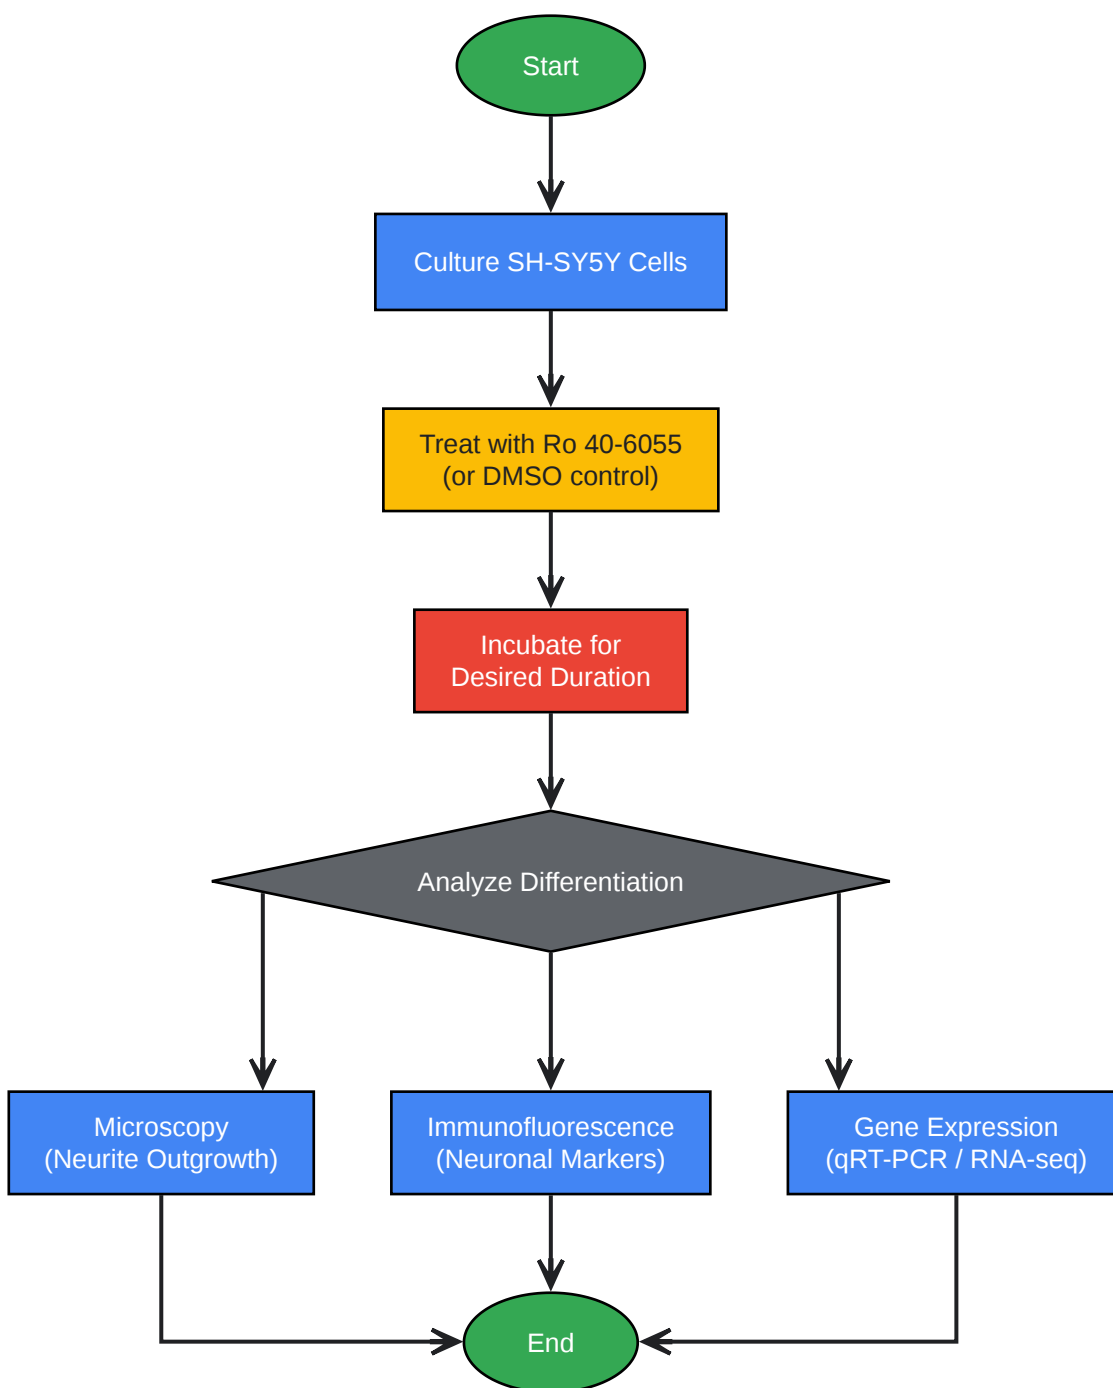 Start
Culture SH-SY5Y Cells
Treat with Ro 40-6055
(or DMSO control)
Incubate for
Desired Duration
Analyze Differentiation
Microscopy
(Neurite Outgrowth)
Immunofluorescence
(Neuronal Markers)
Gene Expression
(qRT-PCR / RNA-seq)
End